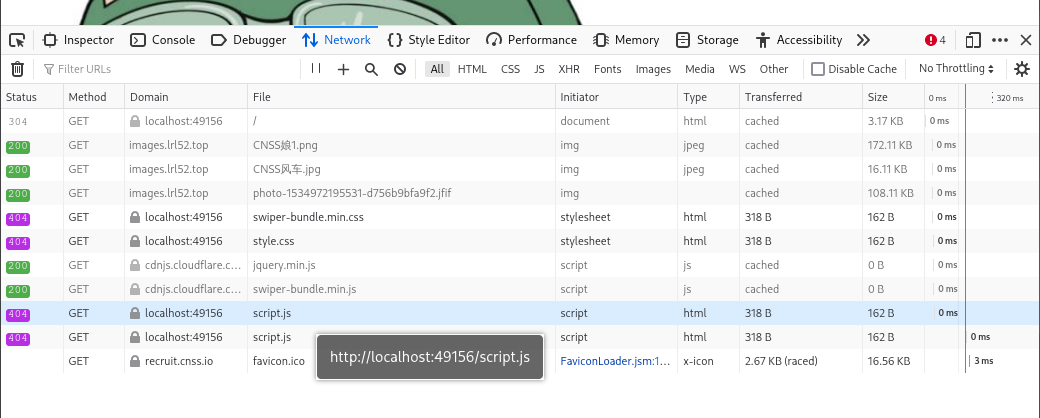 Inspector Console Debugger Network Style Editor Performance Memory Storage Accessibility 4
Filter URLs All HTML CSS JS XHR Fonts Images Media WS Other Disable Cache No Throttling
Status Method Domain File Initiator Type Transferred Size 0 ms 320 ms
304 GET localhost:49156 / document html cached 3.17 KB 0 ms
200 GET images.lrl52.top CNSS娘1.png img jpeg cached 172.11 KB 0 ms
200 GET images.lrl52.top CNSS风车.jpg img jpeg cached 16.11 KB 0 ms
200 GET images.lrl52.top photo-1534972195531-d756b9bfa9f2.jfif img cached 108.11 KB 0 ms
404 GET localhost:49156 swiper-bundle.min.css stylesheet html 318 B 162 B 0 ms
404 GET localhost:49156 style.css stylesheet html 318 B 162 B 0 ms
200 GET cdnjs.cloudflare.c… jquery.min.js script js cached 0 B 0 ms
200 GET cdnjs.cloudflare.c… swiper-bundle.min.js script js cached 0 B 0 ms
404 GET localhost:49156 script.js script html 318 B 162 B 0 ms
404 GET localhost:49156 script.js script html 318 B 162 B 0 ms
GET recruit.cnss.io favicon.ico FaviconLoader.jsm:1… x-icon 2.67 KB (raced) 16.56 KB 3 ms
http://localhost:49156/script.js